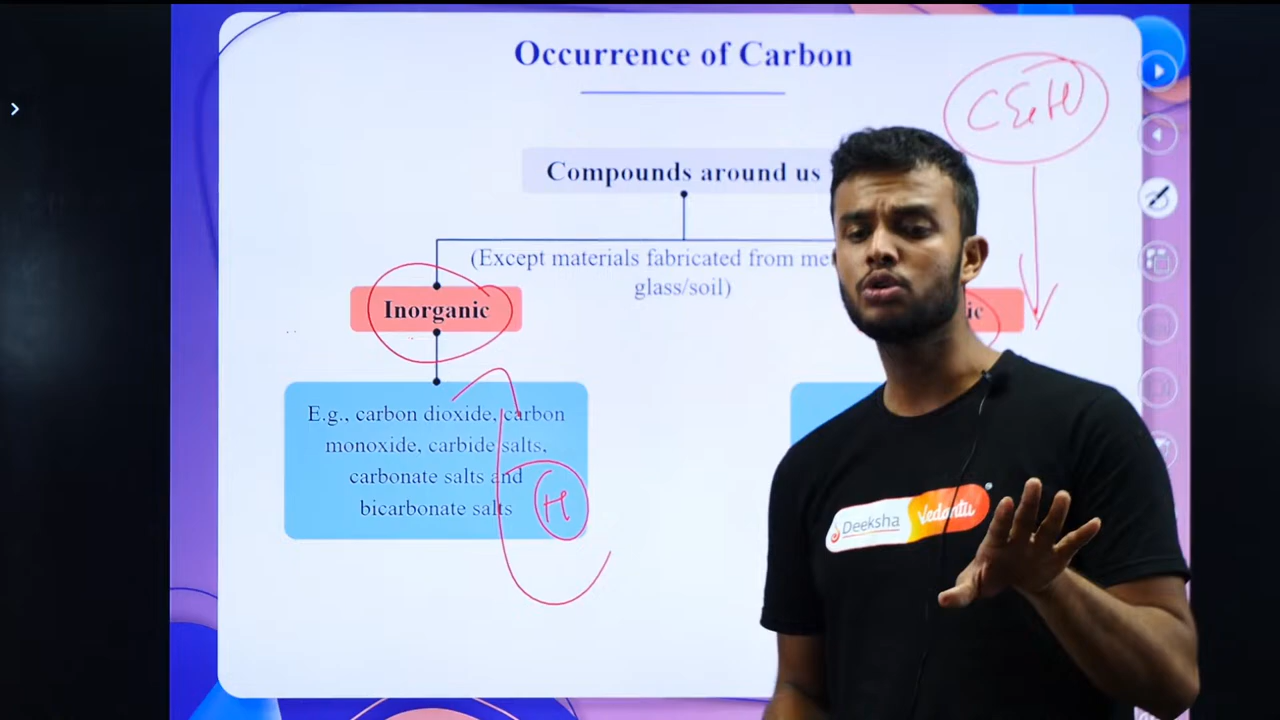 Occurrence of Carbon
C & H
Compounds around us
(Except materials fabricated from me
glass/soil)
Inorganic
ic
E.g., carbon dioxide, carbon
monoxide, carbide salts,
carbonate salts and
bicarbonate salts
H
Deeksha Vedantu